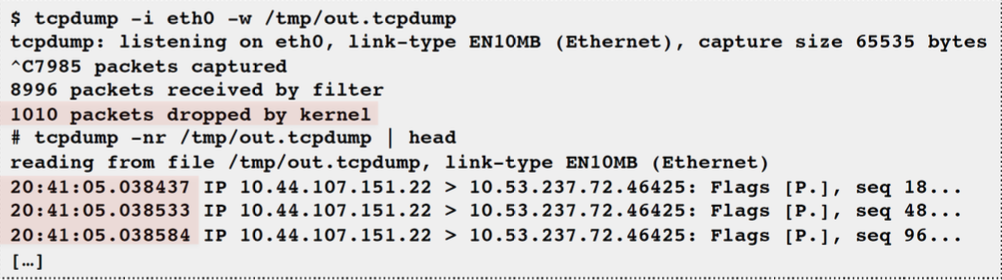 $ tcpdump -i eth0 -w /tmp/out.tcpdump
tcpdump: listening on eth0, link-type EN10MB (Ethernet), capture size 65535 bytes
^C7985 packets captured
8996 packets received by filter
1010 packets dropped by kernel
# tcpdump -nr /tmp/out.tcpdump | head
reading from file /tmp/out.tcpdump, link-type EN10MB (Ethernet)
20:41:05.038437 IP 10.44.107.151.22 > 10.53.237.72.46425: Flags [P.], seq 18...
20:41:05.038533 IP 10.44.107.151.22 > 10.53.237.72.46425: Flags [P.], seq 48...
20:41:05.038584 IP 10.44.107.151.22 > 10.53.237.72.46425: Flags [P.], seq 96...
[…]